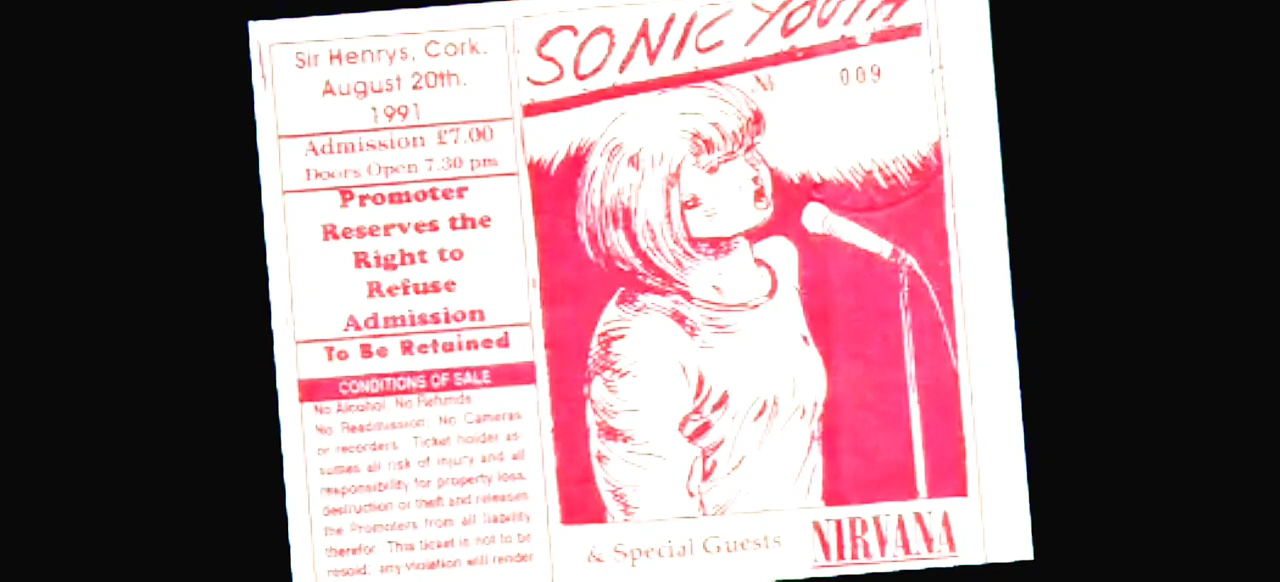 Sir Henrys, Cork.
August 20th.
1991
Admission £7.00
Doors Open 7.30 pm
Promoter
Reserves the
Right to
Refuse
Admission
To Be Retained
CONDITIONS OF SALE
No Alcohol. No Refunds
No Readmission. No Cameras
or recorders. Ticket holder as-
sumes all risk of injury and all
responsibility for property loss,
destruction or theft and releases
the Promoters from all liability
therefor. This ticket is not to be
resold: any violation will render
SONIC YOUTH
№ 009
& Special Guests NIRVANA